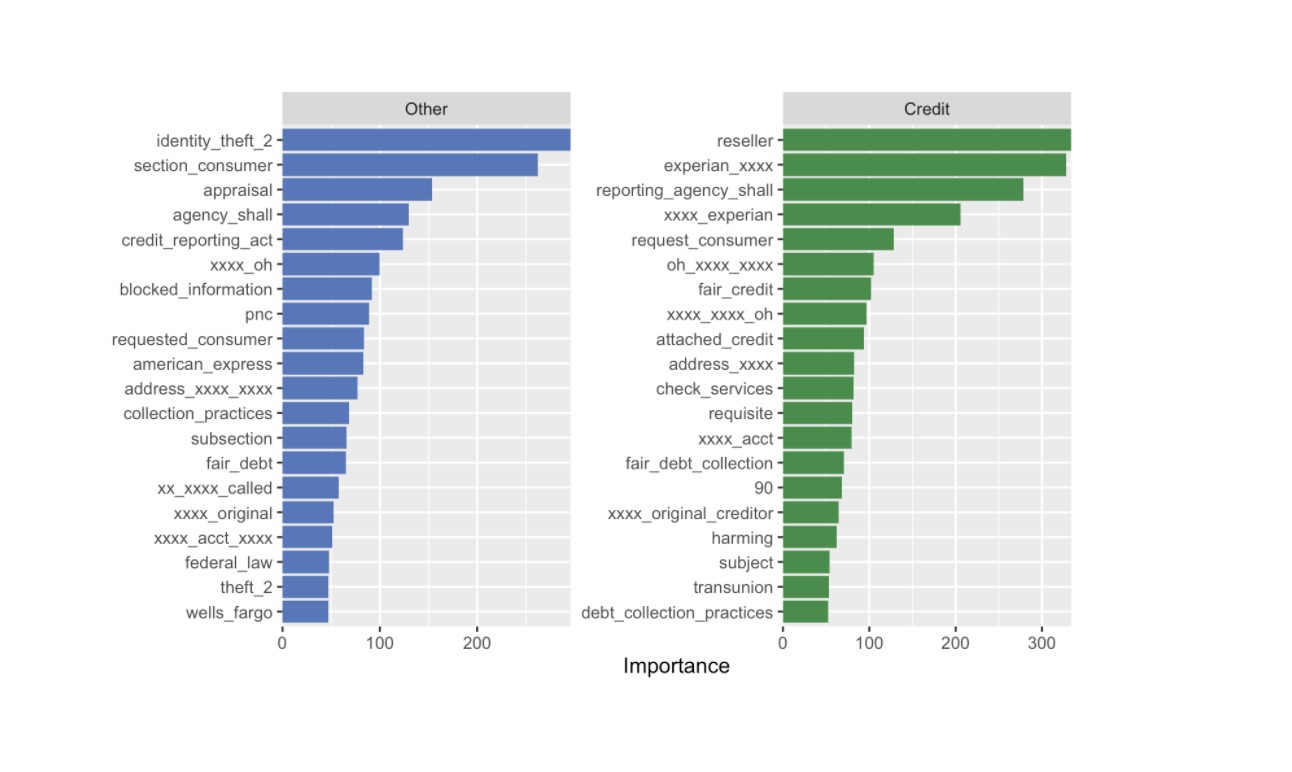 Other
identity_theft_2
section_consumer
appraisal
agency_shall
credit_reporting_act
xxxx_oh
blocked_information
pnc
requested_consumer
american_express
address_xxxx_xxxx
collection_practices
subsection
fair_debt
xx_xxxx_called
xxxx_original
xxxx_acct_xxxx
federal_law
theft_2
wells_fargo
0 100 200
Credit
reseller
experian_xxxx
reporting_agency_shall
xxxx_experian
request_consumer
oh_xxxx_xxxx
fair_credit
xxxx_xxxx_oh
attached_credit
address_xxxx
check_services
requisite
xxxx_acct
fair_debt_collection
90
xxxx_original_creditor
harming
subject
transunion
debt_collection_practices
0 100 200 300
Importance